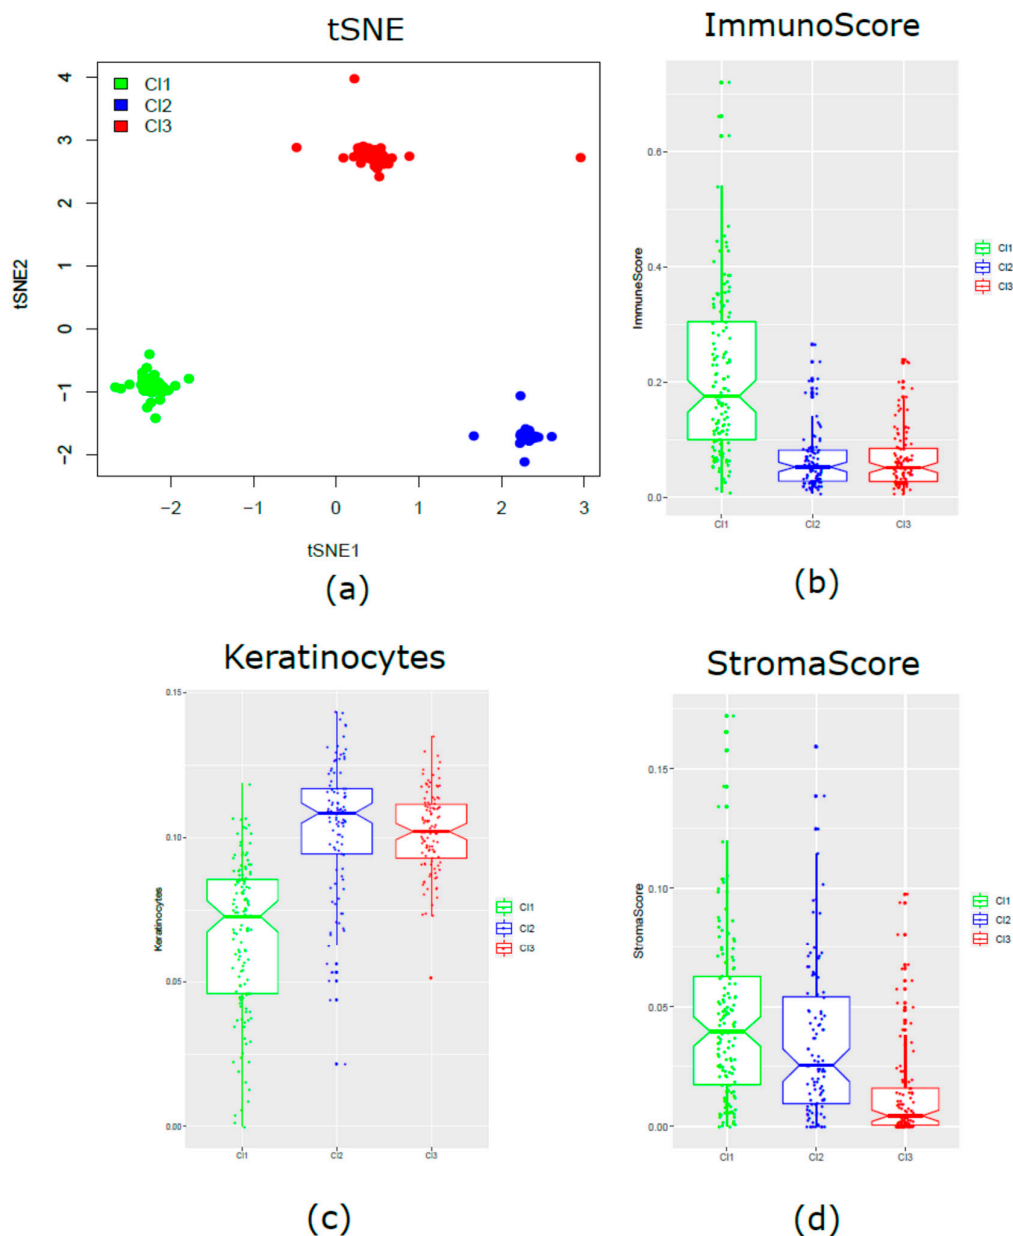 tSNE
4
3
2
1
0
−1
−2
tSNE2
Cl1
Cl2
Cl3
−2 −1 0 1 2 3
tSNE1
(a)
ImmunoScore
0.6
0.4
0.2
0.0
ImmuneScore
Cl1 Cl2 Cl3
Cl1
Cl2
Cl3
(b)
Keratinocytes
0.15
0.10
0.05
0.00
Keratinocytes
Cl1 Cl2 Cl3
Cl1
Cl2
Cl3
(c)
StromaScore
0.15
0.10
0.05
0.00
StromaScore
Cl1 Cl2 Cl3
Cl1
Cl2
Cl3
(d)